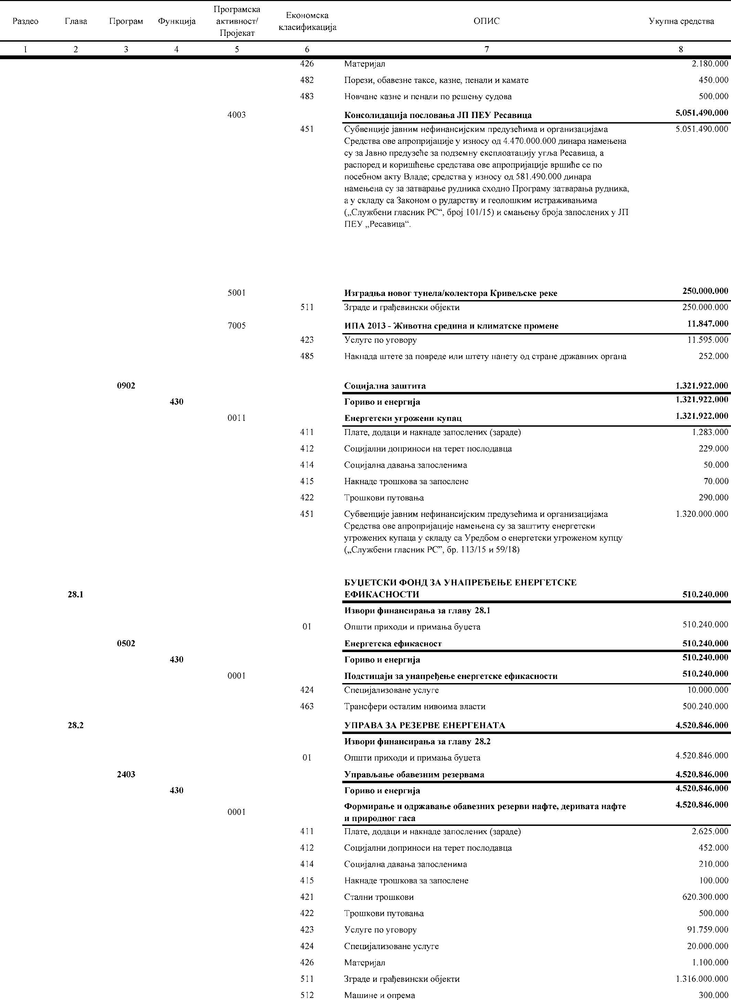 Раздео Глава Програм Функција Програмска активност/ Пројекат Економска класификација ОПИС Укупна средства
1 2 3 4 5 6 7 8
426 Материјал 2.180.000
482 Порези, обавезне таксе, казне, пенали и камате 450.000
483 Новчане казне и пенали по решењу судова 500.000
4003 Консолидација пословања ЈП ПЕУ Ресавица 5.051.490.000
451 Субвенције јавним нефинансијским предузећима и организацијама 5.051.490.000
Средства ове апропријације у износу од 4.470.000.000 динара намењена
су за Јавно предузеће за подземну експлоатацију угља Ресавица, а
распоред и коришћење средстава ове апропријације вршиће се по
посебном акту Владе; средства у износу од 581.490.000 динара
намењена су за затварање рудника сходно Програму затварања рудника,
а у складу са Законом о рударству и геолошким истраживањима
(„Службени гласник РС“, број 101/15) и смањењу броја запослених у ЈП
ПЕУ „Ресавица“.
5001 Изградња новог тунела/колектора Кривељске реке 250.000.000
511 Зграде и грађевински објекти 250.000.000
7005 ИПА 2013 - Животна средина и климатске промене 11.847.000
423 Услуге по уговору 11.595.000
485 Накнада штете за повреде или штету нанету од стране државних органа 252.000
0902 Социјална заштита 1.321.922.000
430 Гориво и енергија 1.321.922.000
0011 Енергетски угрожени купац 1.321.922.000
411 Плате, додаци и накнаде запослених (зараде) 1.283.000
412 Социјални доприноси на терет послодавца 229.000
414 Социјална давања запосленима 50.000
415 Накнаде трошкова за запослене 70.000
422 Трошкови путовања 290.000
451 Субвенције јавним нефинансијским предузећима и организацијама 1.320.000.000
Средства ове апропријације намењена су за заштиту енергетски
угрожених купаца у складу са Уредбом о енергетски угроженом купцу
(„Службени гласник РС”, бр. 113/15 и 59/18)
БУЏЕТСКИ ФОНД ЗА УНАПРЕЂЕЊЕ ЕНЕРГЕТСКЕ
28.1 ЕФИКАСНОСТИ 510.240.000
Извори финансирања за главу 28.1
01 Општи приходи и примања буџета 510.240.000
0502 Енергетска ефикасност 510.240.000
430 Гориво и енергија 510.240.000
0001 Подстицаји за унапређење енергетске ефикасности 510.240.000
424 Специјализоване услуге 10.000.000
463 Трансфери осталим нивоима власти 500.240.000
28.2 УПРАВА ЗА РЕЗЕРВЕ ЕНЕРГЕНАТА 4.520.846.000
Извори финансирања за главу 28.2
01 Општи приходи и примања буџета 4.520.846.000
2403 Управљање обавезним резервама 4.520.846.000
430 Гориво и енергија 4.520.846.000
0001 Формирање и одржавање обавезних резерви нафте, деривата нафте 4.520.846.000
и природног гаса
411 Плате, додаци и накнаде запослених (зараде) 2.625.000
412 Социјални доприноси на терет послодавца 452.000
414 Социјална давања запосленима 210.000
415 Накнаде трошкова за запослене 100.000
421 Стални трошкови 620.300.000
422 Трошкови путовања 500.000
423 Услуге по уговору 91.759.000
424 Специјализоване услуге 20.000.000
426 Материјал 1.100.000
511 Зграде и грађевински објекти 1.316.000.000
512 Машине и опрема 300.000